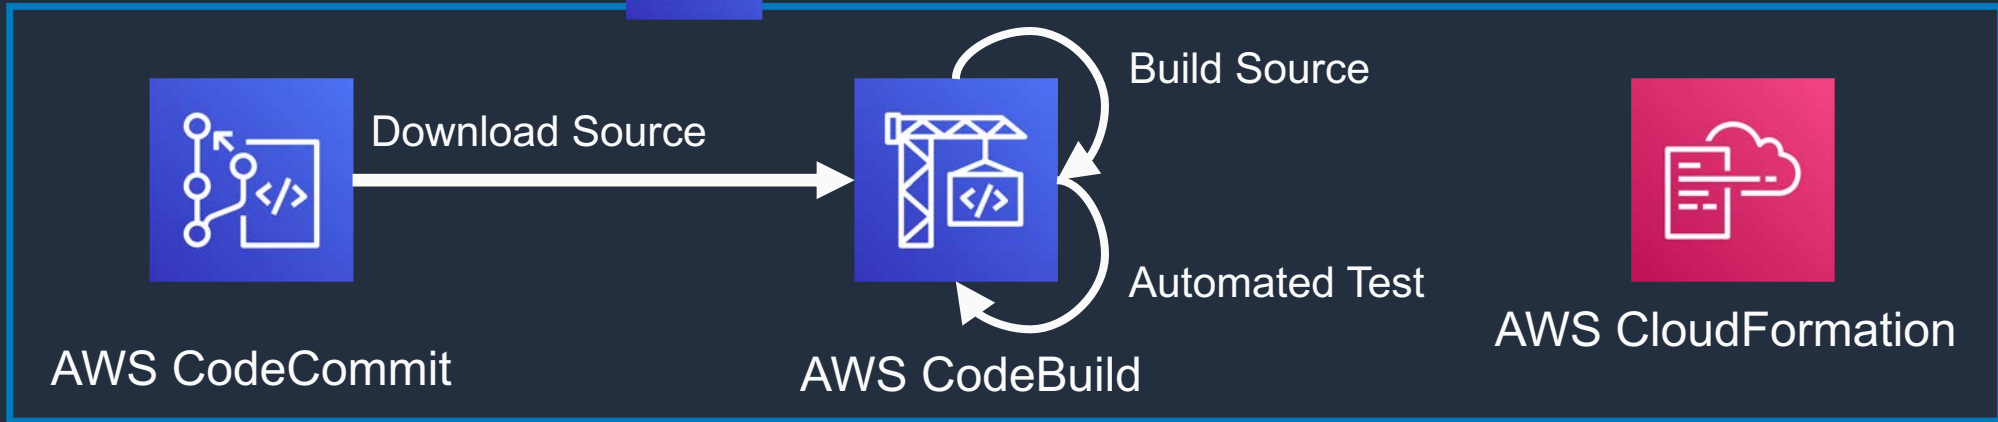 Build Source
Download Source
</>
</>
Automated Test
AWS CloudFormation
AWS CodeCommit
AWS CodeBuild